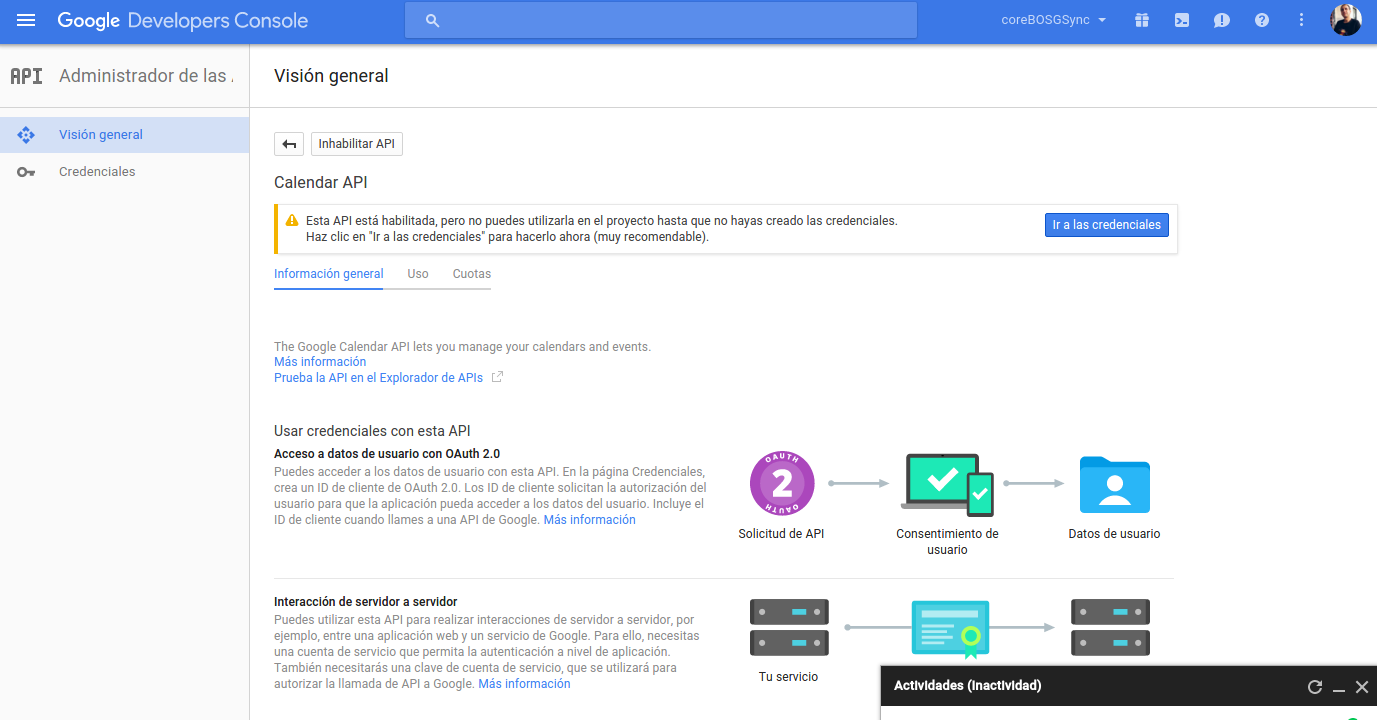 Google Developers Console
coreBOSGSync
API Administrador de las
Visión general
Visión general
Credenciales
Inhabilitar API
Calendar API
Esta API está habilitada, pero no puedes utilizarla en el proyecto hasta que no hayas creado las credenciales.
Haz clic en "Ir a las credenciales" para hacerlo ahora (muy recomendable).
Ir a las credenciales
Información general Uso Cuotas
The Google Calendar API lets you manage your calendars and events.
Más información
Prueba la API en el Explorador de APIs
Usar credenciales con esta API
Acceso a datos de usuario con OAuth 2.0
Puedes acceder a los datos de usuario con esta API. En la página Credenciales,
crea un ID de cliente de OAuth 2.0. Los ID de cliente solicitan la autorización del
usuario para que la aplicación pueda acceder a los datos del usuario. Incluye el
ID de cliente cuando llames a una API de Google. Más información
OAUTH
2
OAUTH
Solicitud de API
Consentimiento de
usuario
Datos de usuario
Interacción de servidor a servidor
Puedes utilizar esta API para realizar interacciones de servidor a servidor, por
ejemplo, entre una aplicación web y un servicio de Google. Para ello, necesitas
una cuenta de servicio que permita la autenticación a nivel de aplicación.
También necesitarás una clave de cuenta de servicio, que se utilizará para
autorizar la llamada de API a Google. Más información
Tu servicio
Actividades (Inactividad)